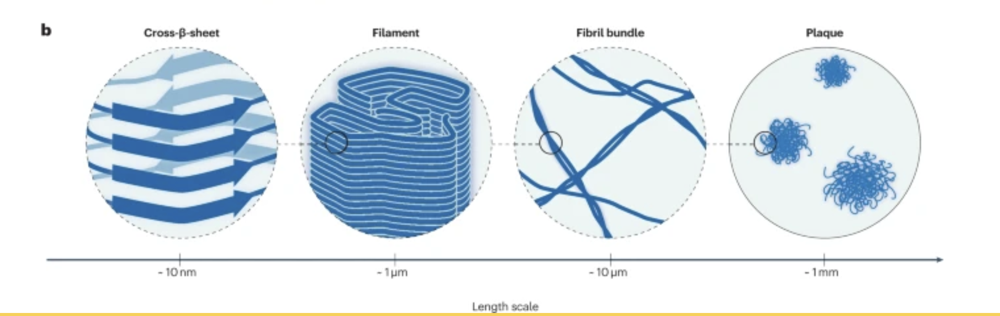 b
Cross-β-sheet
Filament
Fibril bundle
Plaque
~ 10 nm
~ 1 μm
~ 10 μm
~ 1 mm
Length scale